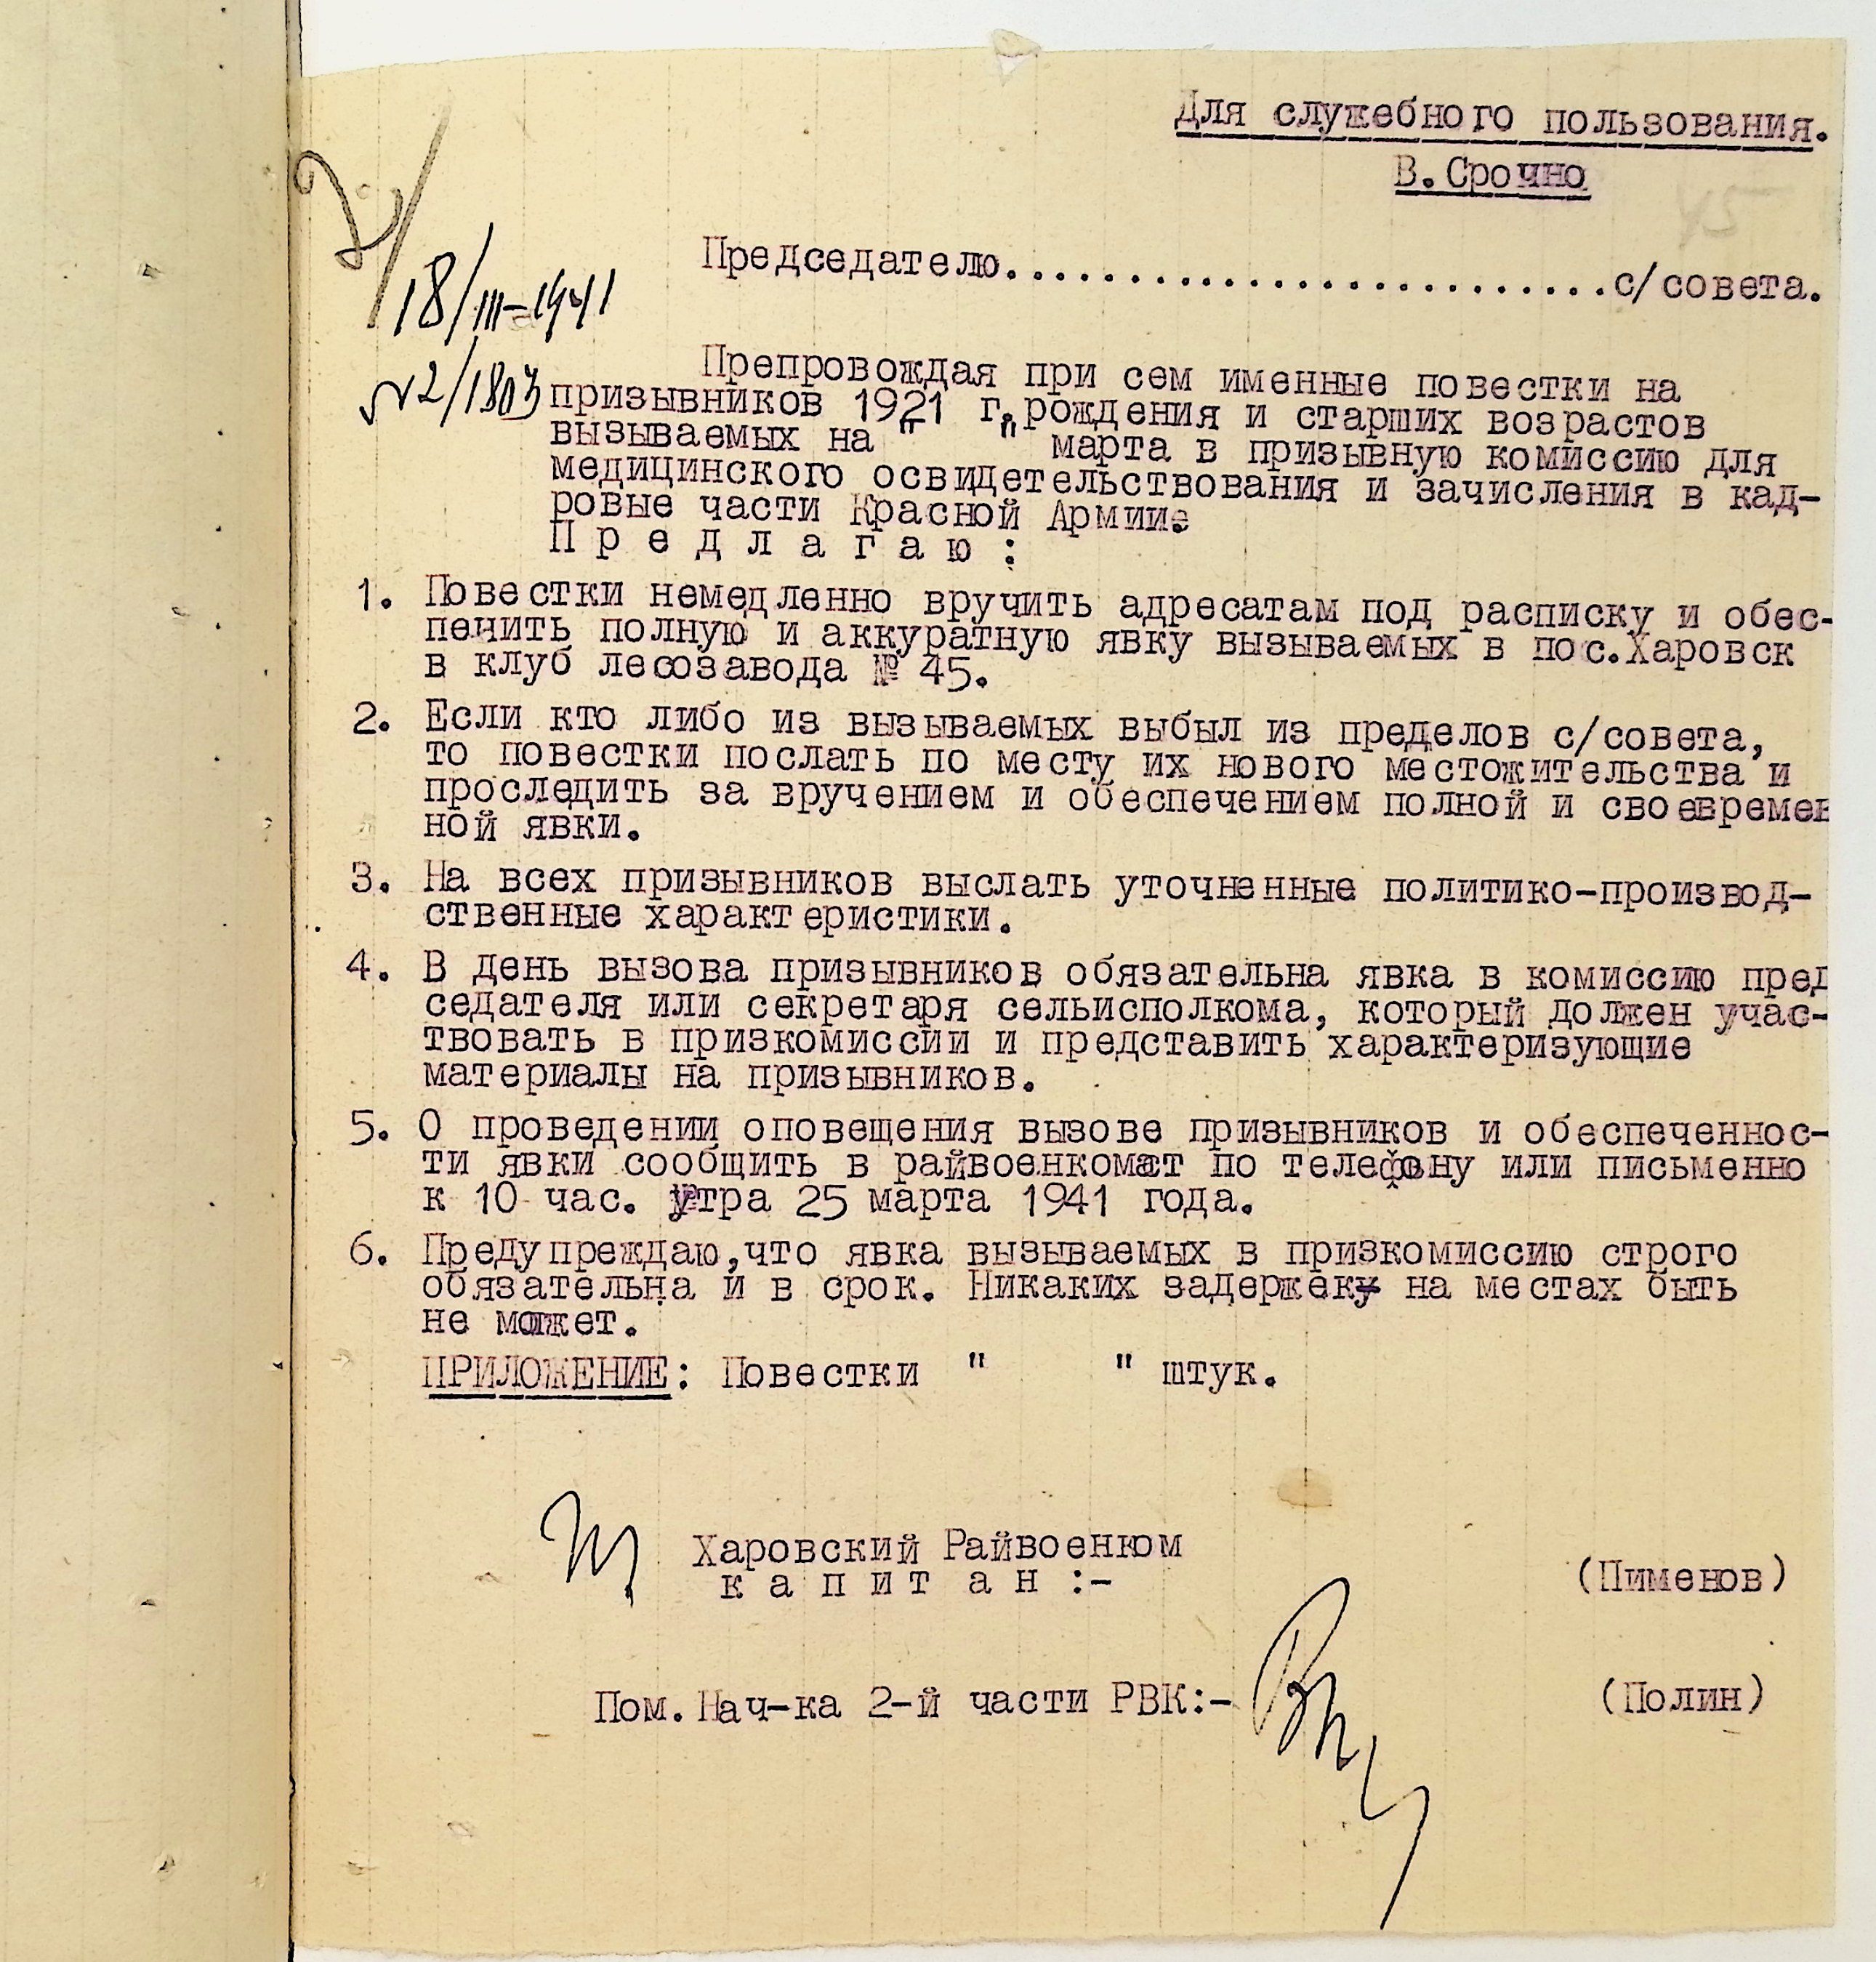 Для служебного пользования.
В.Срочно
45
18/III-1941
Председателю.........................с/совета.
Препровождая при сем именные повестки на
№2/1803
призывников 1921 г. рождения и старших возрастов
вызываемых на "    " марта в призывную комиссию для
медицинского освидетельствования и зачисления в кад-
ровые части Красной Армии.
П р е д л а г а ю :
1. Повестки немедленно вручить адресатам под расписку и обес-
печить полную и аккуратную явку вызываемых в пос.Харовск
в клуб лесозавода № 45.
2. Если кто либо из вызываемых выбыл из пределов с/совета,
то повестки послать по месту их нового местожительства и
проследить за вручением и обеспечением полной и своевремен
ной явки.
3. На всех призывников выслать уточненные политико-производ-
ственные характеристики.
4. В день вызова призывников обязательна явка в комиссию пред
седателя или секретаря сельисполкома, который должен учас-
твовать в призкомиссии и представить характеризующие
материалы на призывников.
5. О проведении оповещения вызове призывников и обеспеченнос-
ти явки сообщить в райвоенкомат по телефону или письменно
к 10 час. утра 25 марта 1941 года.
6. Предупреждаю,что явка вызываемых в призкомиссию строго
обязательна и в срок. Никаких задержек на местах быть
не может.
ПРИЛОЖЕНИЕ: Повестки "    " штук.
Харовский Райвоенком
к а п и т а н :-
(Пименов)
Пом.Нач-ка 2-й части РВК:-
(Полин)